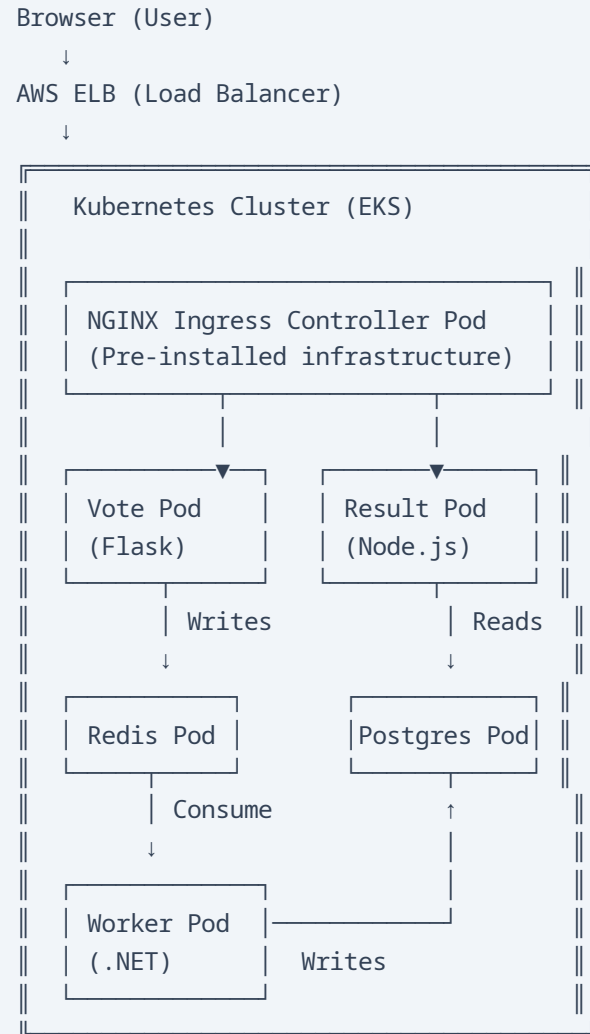 Browser (User)
↓
AWS ELB (Load Balancer)
↓
Kubernetes Cluster (EKS)
NGINX Ingress Controller Pod
(Pre-installed infrastructure)
Vote Pod
(Flask)
Result Pod
(Node.js)
Writes
Reads
↓
↓
Redis Pod
Postgres Pod
Consume
↑
↓
Worker Pod
(.NET)
Writes